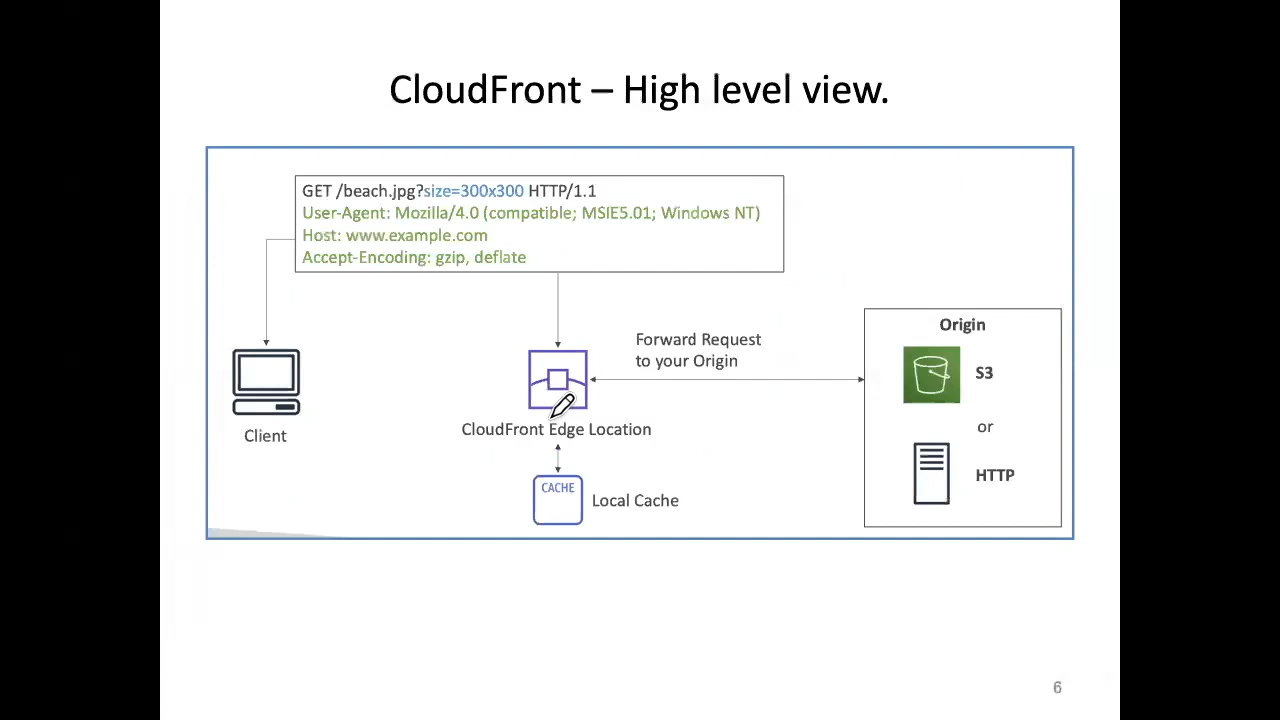 CloudFront – High level view.
GET /beach.jpg?size=300x300 HTTP/1.1
User-Agent: Mozilla/4.0 (compatible; MSIE5.01; Windows NT)
Host: www.example.com
Accept-Encoding: gzip, deflate
Client
CloudFront Edge Location
CACHE
Local Cache
Forward Request
to your Origin
Origin
S3
or
HTTP
6